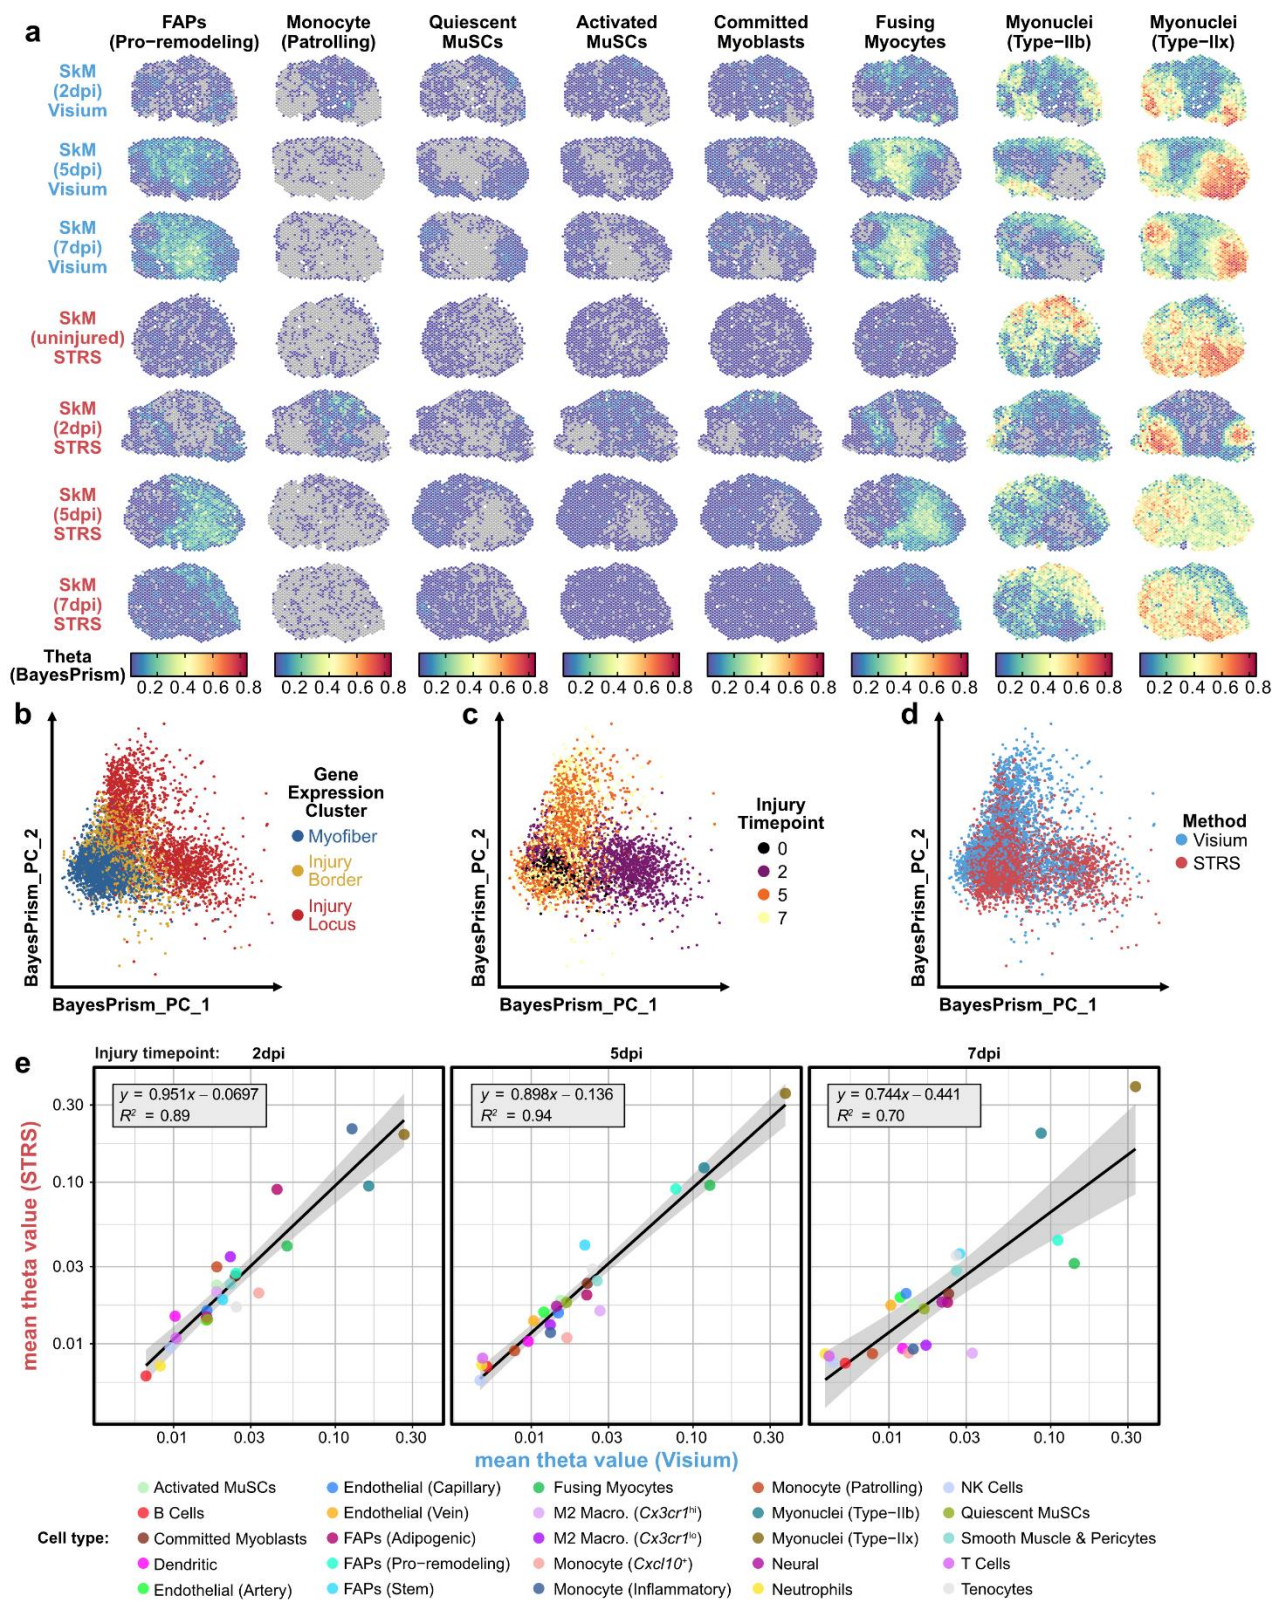 a
FAPs
(Pro−remodeling)
Monocyte
(Patrolling)
Quiescent
MuSCs
Activated
MuSCs
Committed
Myoblasts
Fusing
Myocytes
Myonuclei
(Type−IIb)
Myonuclei
(Type−IIx)
SkM
(2dpi)
Visium
SkM
(5dpi)
Visium
SkM
(7dpi)
Visium
SkM
(uninjured)
STRS
SkM
(2dpi)
STRS
SkM
(5dpi)
STRS
SkM
(7dpi)
STRS
Theta
(BayesPrism)
0.2 0.4 0.6 0.8
0.2 0.4 0.6 0.8
0.2 0.4 0.6 0.8
0.2 0.4 0.6 0.8
0.2 0.4 0.6 0.8
0.2 0.4 0.6 0.8
0.2 0.4 0.6 0.8
0.2 0.4 0.6 0.8
b
BayesPrism_PC_2
BayesPrism_PC_1
Gene
Expression
Cluster
Myofiber
Injury
Border
Injury
Locus
c
BayesPrism_PC_2
BayesPrism_PC_1
Injury
Timepoint
0
2
5
7
d
BayesPrism_PC_2
BayesPrism_PC_1
Method
Visium
STRS
e
Injury timepoint: 2dpi 5dpi 7dpi
y = 0.951x − 0.0697
R² = 0.89
y = 0.898x − 0.136
R² = 0.94
y = 0.744x − 0.441
R² = 0.70
mean theta value (STRS)
0.30
0.10
0.03
0.01
0.01 0.03 0.10 0.30
0.01 0.03 0.10 0.30
0.01 0.03 0.10 0.30
mean theta value (Visium)
Cell type:
Activated MuSCs
B Cells
Committed Myoblasts
Dendritic
Endothelial (Artery)
Endothelial (Capillary)
Endothelial (Vein)
FAPs (Adipogenic)
FAPs (Pro−remodeling)
FAPs (Stem)
Fusing Myocytes
M2 Macro. (Cx3cr1ʰⁱ)
M2 Macro. (Cx3cr1ˡᵒ)
Monocyte (Cxcl10⁺)
Monocyte (Inflammatory)
Monocyte (Patrolling)
Myonuclei (Type−IIb)
Myonuclei (Type−IIx)
Neural
Neutrophils
NK Cells
Quiescent MuSCs
Smooth Muscle & Pericytes
T Cells
Tenocytes